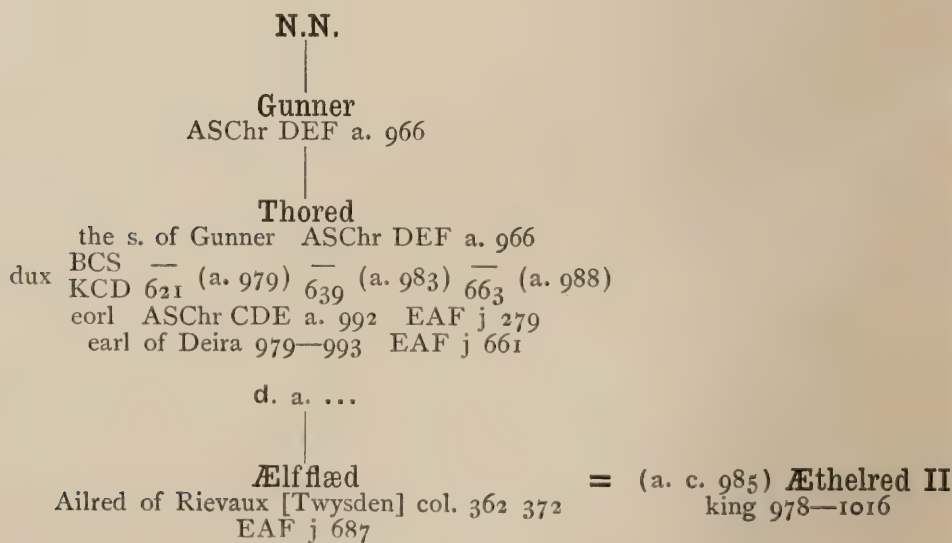 N.N.
Gunner
ASChr DEF a. 966
Thored
the s. of Gunner ASChr DEF a. 966
dux BCS — (a. 979) — (a. 983) — (a. 988)
KCD 621 639 663
eorl ASChr CDE a. 992 EAF j 279
earl of Deira 979—993 EAF j 661
d. a. ...
Ælfflæd = (a. c. 985) Æthelred II
Ailred of Rievaux [Twysden] col. 362 372 king 978—1016
EAF j 687